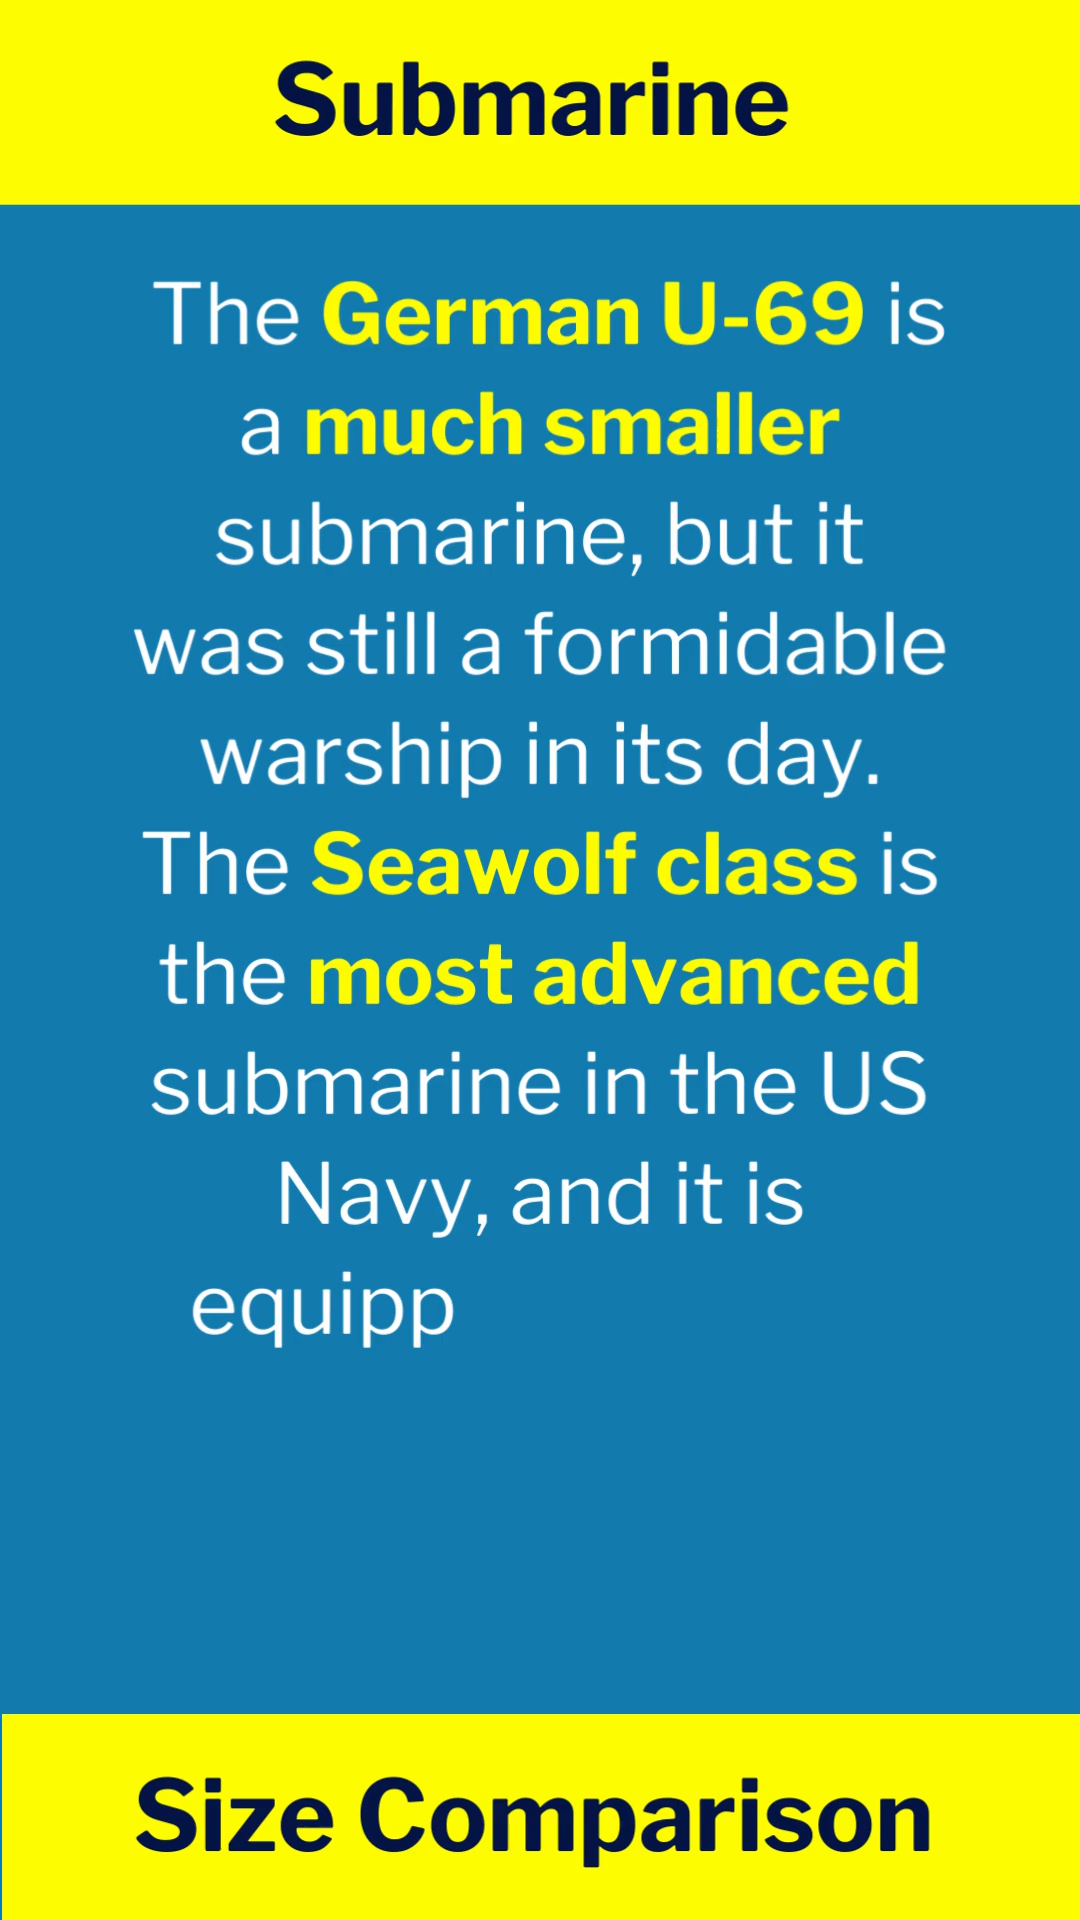 Submarine
The German U-69 is
a much smaller
submarine, but it
was still a formidable
warship in its day.
The Seawolf class is
the most advanced
submarine in the US
Navy, and it is
equipp
Size Comparison